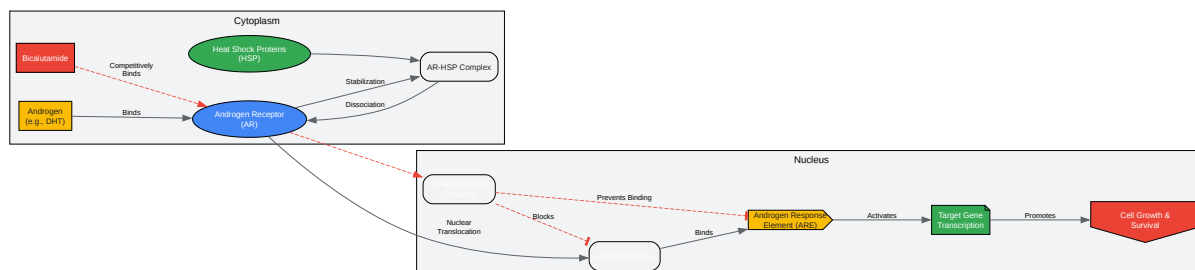 Cytoplasm
Bicalutamide
Competitively
Binds
Heat Shock Proteins
(HSP)
AR-HSP Complex
Stabilization
Dissociation
Androgen
(e.g., DHT)
Binds
Androgen Receptor
(AR)
Nucleus
Nuclear
Translocation
Prevents Binding
Blocks
Binds
Androgen Response
Element (ARE)
Activates
Target Gene
Transcription
Promotes
Cell Growth &
Survival